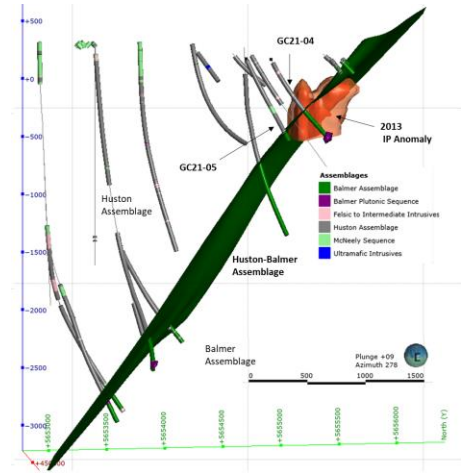 +500
+0
-500
-1000
-1500
-2000
-2500
-3000
GC21-04
2013
IP Anomaly
GC21-05
Assemblages
Balmer Assemblage
Balmer Plutonic Sequence
Felsic to Intermediate Intrusives
Huston Assemblage
McNeely Sequence
Ultramafic Intrusives
Huston
Assemblage
Huston-Balmer
Assemblage
Balmer
Assemblage
Plunge +09
Azimuth 278
0 500 1000 1500
+5653000
+5653500
+5654000
+5654500
+5655000
+5655500
+5656000
North (Y)